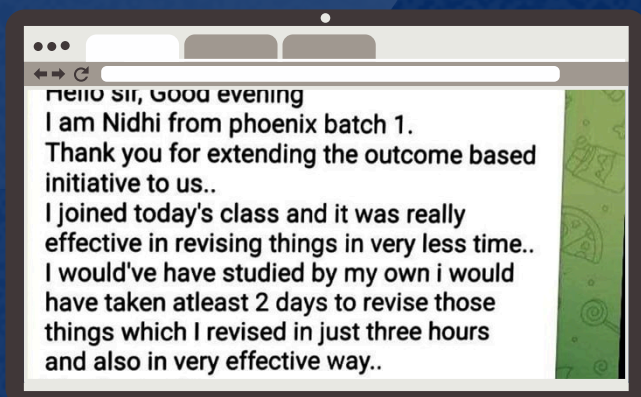 Hello sir, Good evening
I am Nidhi from phoenix batch 1.
Thank you for extending the outcome based
initiative to us..
I joined today's class and it was really
effective in revising things in very less time..
I would've have studied by my own i would
have taken atleast 2 days to revise those
things which I revised in just three hours
and also in very effective way..